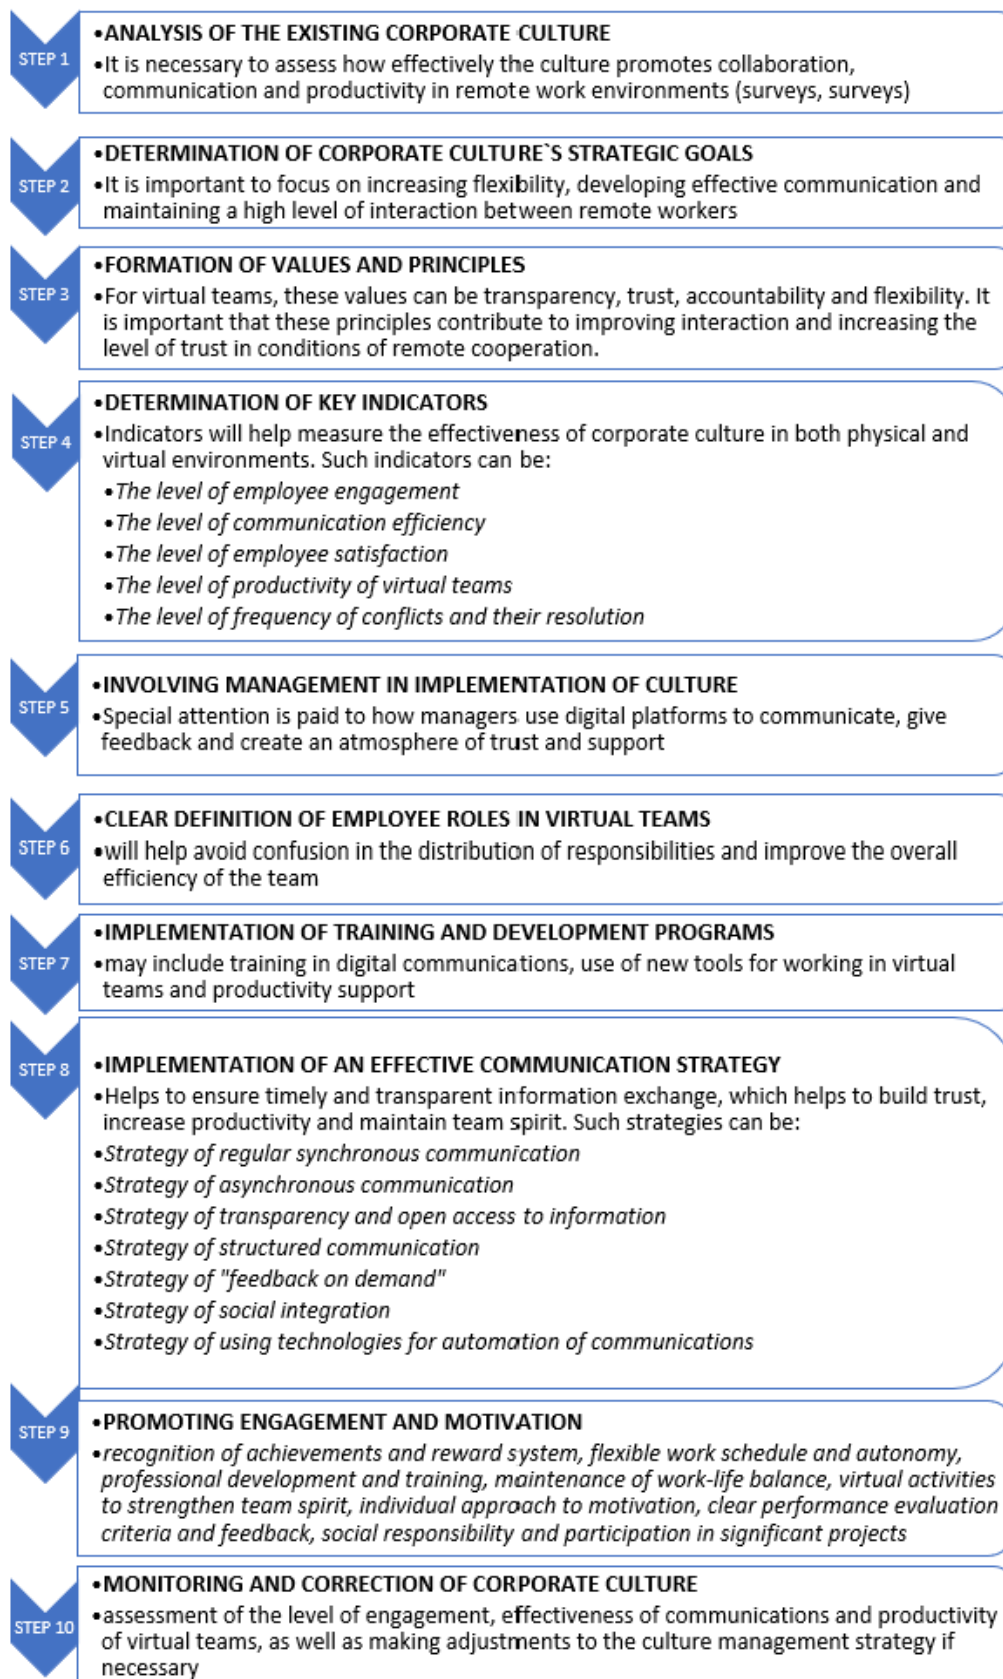 STEP 1
•ANALYSIS OF THE EXISTING CORPORATE CULTURE
•It is necessary to assess how effectively the culture promotes collaboration,
communication and productivity in remote work environments (surveys, surveys)
STEP 2
•DETERMINATION OF CORPORATE CULTURE`S STRATEGIC GOALS
•It is important to focus on increasing flexibility, developing effective communication and
maintaining a high level of interaction between remote workers
STEP 3
•FORMATION OF VALUES AND PRINCIPLES
•For virtual teams, these values can be transparency, trust, accountability and flexibility. It
is important that these principles contribute to improving interaction and increasing the
level of trust in conditions of remote cooperation.
STEP 4
•DETERMINATION OF KEY INDICATORS
•Indicators will help measure the effectiveness of corporate culture in both physical and
virtual environments. Such indicators can be:
•The level of employee engagement
•The level of communication efficiency
•The level of employee satisfaction
•The level of productivity of virtual teams
•The level of frequency of conflicts and their resolution
STEP 5
•INVOLVING MANAGEMENT IN IMPLEMENTATION OF CULTURE
•Special attention is paid to how managers use digital platforms to communicate, give
feedback and create an atmosphere of trust and support
STEP 6
•CLEAR DEFINITION OF EMPLOYEE ROLES IN VIRTUAL TEAMS
•will help avoid confusion in the distribution of responsibilities and improve the overall
efficiency of the team
STEP 7
•IMPLEMENTATION OF TRAINING AND DEVELOPMENT PROGRAMS
•may include training in digital communications, use of new tools for working in virtual
teams and productivity support
STEP 8
•IMPLEMENTATION OF AN EFFECTIVE COMMUNICATION STRATEGY
•Helps to ensure timely and transparent information exchange, which helps to build trust,
increase productivity and maintain team spirit. Such strategies can be:
•Strategy of regular synchronous communication
•Strategy of asynchronous communication
•Strategy of transparency and open access to information
•Strategy of structured communication
•Strategy of "feedback on demand"
•Strategy of social integration
•Strategy of using technologies for automation of communications
STEP 9
•PROMOTING ENGAGEMENT AND MOTIVATION
•recognition of achievements and reward system, flexible work schedule and autonomy,
professional development and training, maintenance of work-life balance, virtual activities
to strengthen team spirit, individual approach to motivation, clear performance evaluation
criteria and feedback, social responsibility and participation in significant projects
STEP 10
•MONITORING AND CORRECTION OF CORPORATE CULTURE
•assessment of the level of engagement, effectiveness of communications and productivity
of virtual teams, as well as making adjustments to the culture management strategy if
necessary